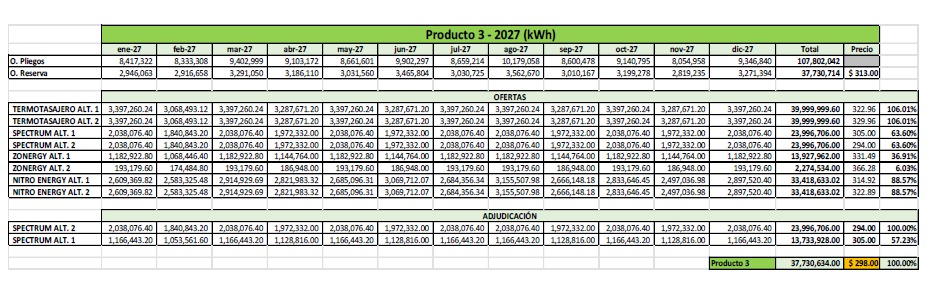 Producto 3 - 2027 (kWh)
ene-27 feb-27 mar-27 abr-27 may-27 jun-27 jul-27 ago-27 sep-27 oct-27 nov-27 dic-27 Total Precio
O. Pliegos 8,417,322 8,333,308 9,402,999 9,103,172 8,661,601 9,902,297 8,659,214 10,179,058 8,600,478 9,140,795 8,054,958 9,346,840 107,802,042
O. Reserva 2,946,063 2,916,658 3,291,050 3,186,110 3,031,560 3,465,804 3,030,725 3,562,670 3,010,167 3,199,278 2,819,235 3,271,394 37,730,714 $ 313.00
OFERTAS
TERMOTASAJERO ALT. 1 3,397,260.24 3,068,493.12 3,397,260.24 3,287,671.20 3,397,260.24 3,287,671.20 3,397,260.24 3,397,260.24 3,287,671.20 3,397,260.24 3,287,671.20 3,397,260.24 39,999,999.60 322.96 106.01%
TERMOTASAJERO ALT. 2 3,397,260.24 3,068,493.12 3,397,260.24 3,287,671.20 3,397,260.24 3,287,671.20 3,397,260.24 3,397,260.24 3,287,671.20 3,397,260.24 3,287,671.20 3,397,260.24 39,999,999.60 329.96 106.01%
SPECTRUM ALT. 1 2,038,076.40 1,840,843.20 2,038,076.40 1,972,332.00 2,038,076.40 1,972,332.00 2,038,076.40 2,038,076.40 1,972,332.00 2,038,076.40 1,972,332.00 2,038,076.40 23,996,706.00 305.00 63.60%
SPECTRUM ALT. 2 2,038,076.40 1,840,843.20 2,038,076.40 1,972,332.00 2,038,076.40 1,972,332.00 2,038,076.40 2,038,076.40 1,972,332.00 2,038,076.40 1,972,332.00 2,038,076.40 23,996,706.00 294.00 63.60%
ZONERGY ALT. 1 1,182,922.80 1,068,446.40 1,182,922.80 1,144,764.00 1,182,922.80 1,144,764.00 1,182,922.80 1,182,922.80 1,144,764.00 1,182,922.80 1,144,764.00 1,182,922.80 13,927,962.00 331.49 36.91%
ZONERGY ALT. 2 193,179.60 174,484.80 193,179.60 186,948.00 193,179.60 186,948.00 193,179.60 193,179.60 186,948.00 193,179.60 186,948.00 193,179.60 2,274,534.00 366.28 6.03%
NITRO ENERGY ALT. 1 2,609,369.82 2,583,325.48 2,914,929.69 2,821,983.32 2,685,096.31 3,069,712.07 2,684,356.34 3,155,507.98 2,666,148.18 2,833,646.45 2,497,036.98 2,897,520.40 33,418,633.02 314.92 88.57%
NITRO ENERGY ALT. 2 2,609,369.82 2,583,325.48 2,914,929.69 2,821,983.32 2,685,096.31 3,069,712.07 2,684,356.34 3,155,507.98 2,666,148.18 2,833,646.45 2,497,036.98 2,897,520.40 33,418,633.02 322.89 88.57%
ADJUDICACIÓN
SPECTRUM ALT. 2 2,038,076.40 1,840,843.20 2,038,076.40 1,972,332.00 2,038,076.40 1,972,332.00 2,038,076.40 2,038,076.40 1,972,332.00 2,038,076.40 1,972,332.00 2,038,076.40 23,996,706.00 294.00 100.00%
SPECTRUM ALT. 1 1,166,443.20 1,053,561.60 1,166,443.20 1,128,816.00 1,166,443.20 1,128,816.00 1,166,443.20 1,166,443.20 1,128,816.00 1,166,443.20 1,128,816.00 1,166,443.20 13,733,928.00 305.00 57.23%
Producto 3 37,730,634.00 $ 298.00 100.00%